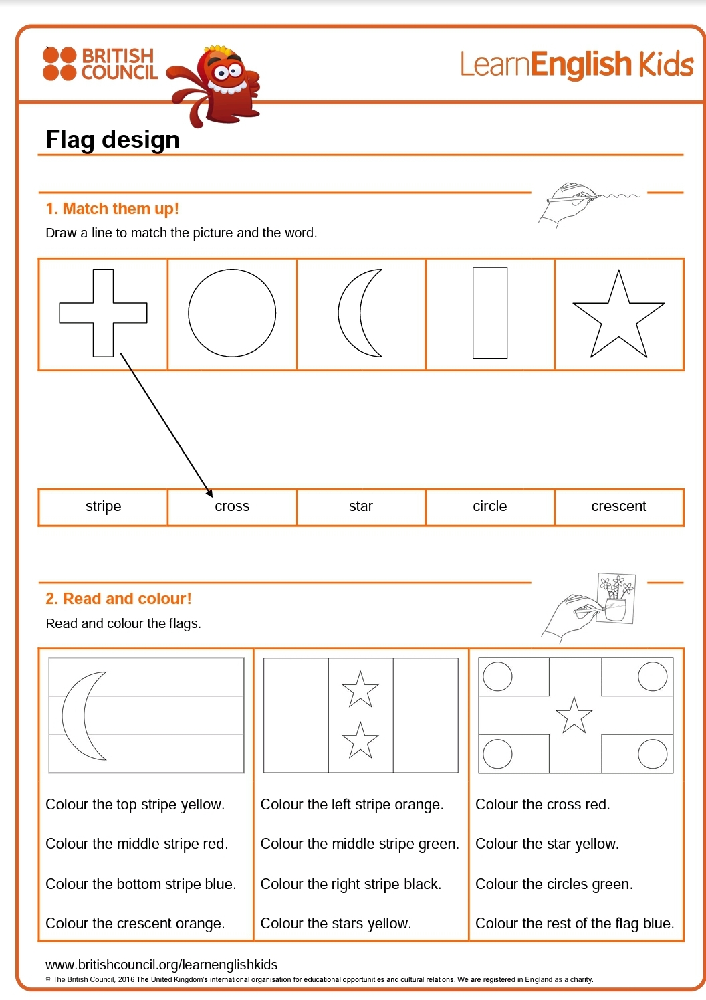 BRITISH
COUNCIL
LearnEnglish Kids
Flag design
1. Match them up!
Draw a line to match the picture and the word.
stripe cross star circle crescent
2. Read and colour!
Read and colour the flags.
Colour the top stripe yellow.
Colour the middle stripe red.
Colour the bottom stripe blue.
Colour the crescent orange.
Colour the left stripe orange.
Colour the middle stripe green.
Colour the right stripe black.
Colour the stars yellow.
Colour the cross red.
Colour the star yellow.
Colour the circles green.
Colour the rest of the flag blue.
www.britishcouncil.org/learnenglishkids
© The British Council, 2016 The United Kingdom's international organisation for educational opportunities and cultural relations. We are registered in England as a charity.